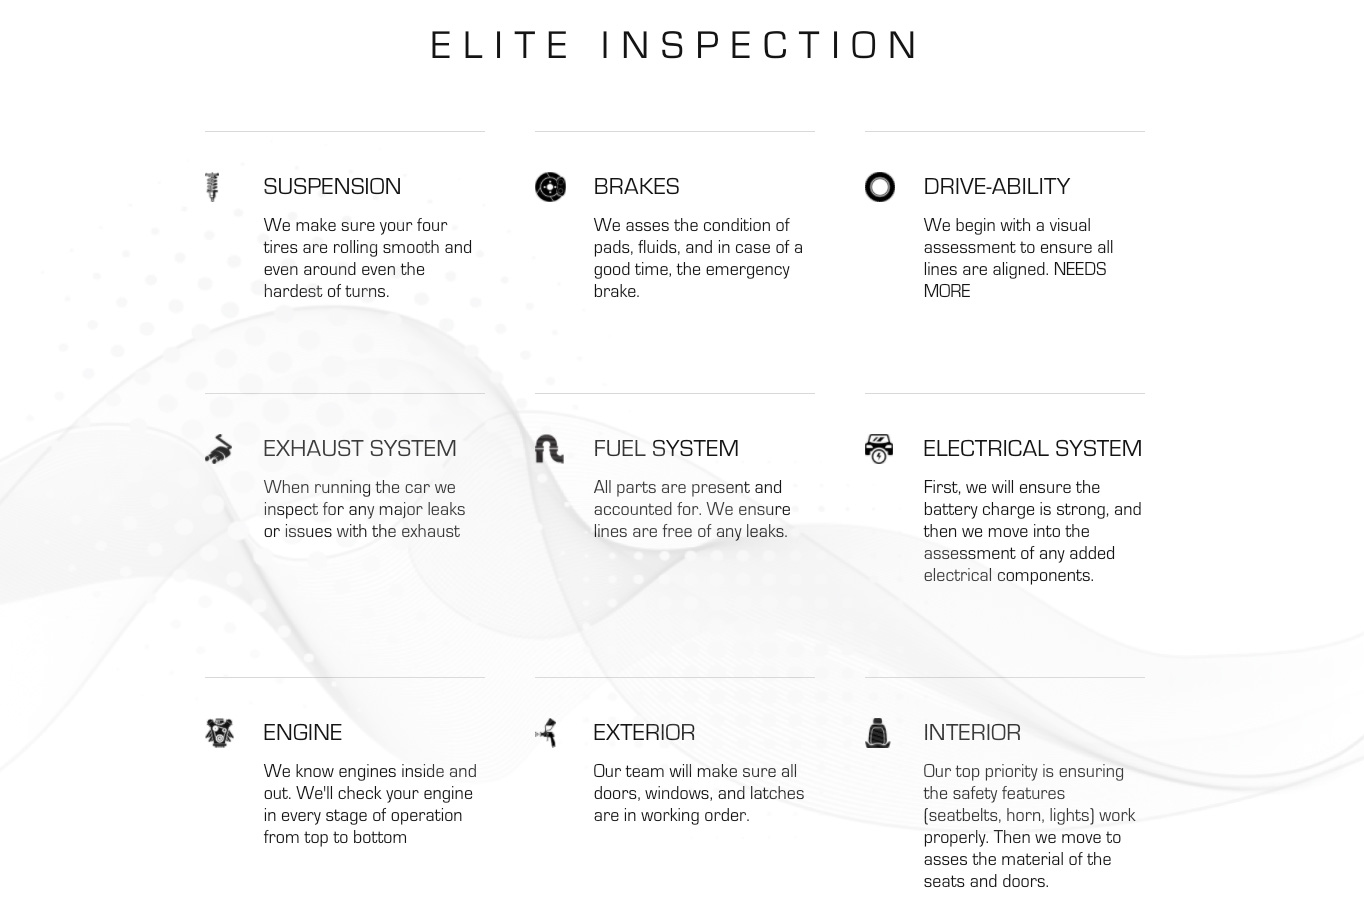 ELITE INSPECTION
SUSPENSION
We make sure your four
tires are rolling smooth and
even around even the
hardest of turns.
BRAKES
We asses the condition of
pads, fluids, and in case of a
good time, the emergency
brake.
DRIVE-ABILITY
We begin with a visual
assessment to ensure all
lines are aligned. NEEDS
MORE
EXHAUST SYSTEM
When running the car we
inspect for any major leaks
or issues with the exhaust
FUEL SYSTEM
All parts are present and
accounted for. We ensure
lines are free of any leaks.
ELECTRICAL SYSTEM
First, we will ensure the
battery charge is strong, and
then we move into the
assessment of any added
electrical components.
ENGINE
We know engines inside and
out. We'll check your engine
in every stage of operation
from top to bottom
EXTERIOR
Our team will make sure all
doors, windows, and latches
are in working order.
INTERIOR
Our top priority is ensuring
the safety features
(seatbelts, horn, lights) work
properly. Then we move to
asses the material of the
seats and doors.